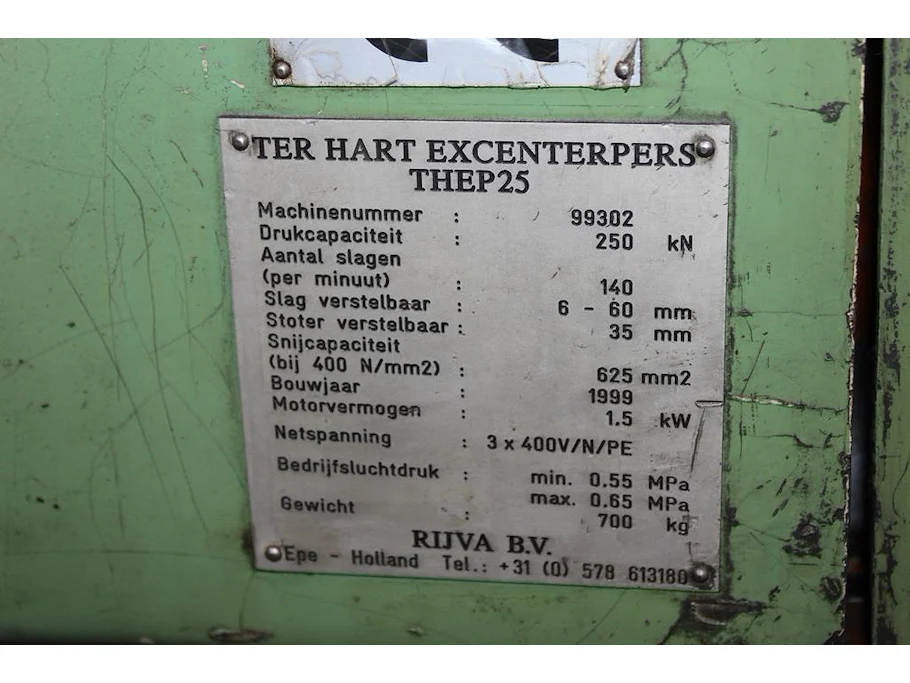 TER HART EXCENTERPERS
THEP25
Machinenummer : 99302
Drukcapaciteit : 250 kN
Aantal slagen
(per minuut) : 140
Slag verstelbaar : 6 - 60 mm
Stoter verstelbaar : 35 mm
Snijcapaciteit
(bij 400 N/mm2) : 625 mm2
Bouwjaar : 1999
Motorvermogen : 1.5 kW
Netspanning : 3 x 400V/N/PE
Bedrijfsluchtdruk : min. 0.55 MPa
max. 0.65 MPa
Gewicht : 700 kg
RIJVA B.V.
Epe - Holland Tel.: +31 (0) 578 613180